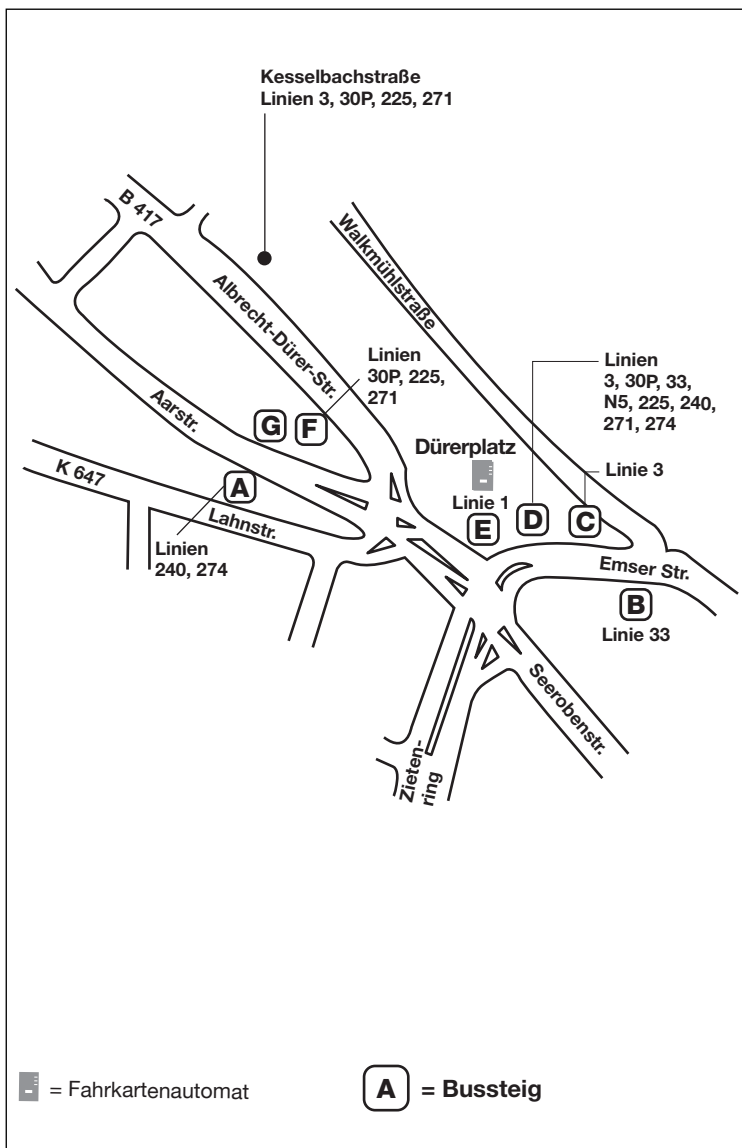 Kesselbachstraße
Linien 3, 30P, 225, 271
B 417
Walkmühlstraße
Albrecht-Dürer-Str.
Linien
30P, 225,
271
Linien
3, 30P, 33,
N5, 225, 240,
271, 274
Aarstr.
G
F
Dürerplatz
Linie 3
K 647
A
Linie 1
E
D
C
Lahnstr.
Linien
240, 274
Emser Str.
B
Linie 33
Seerobenstr.
Zieten-
ring
= Fahrkartenautomat
A = Bussteig